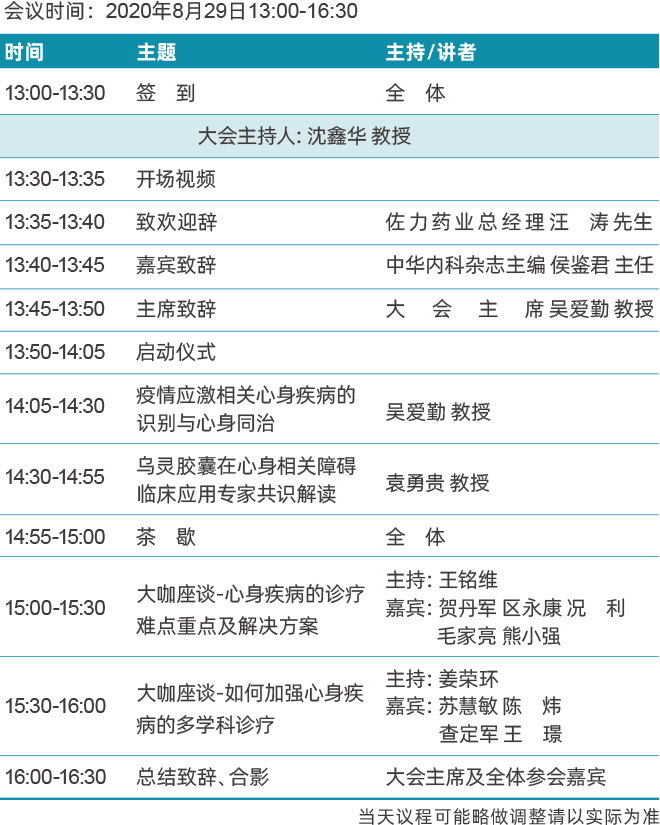 会议时间：2020年8月29日13:00-16:30
时间 主题 主持/讲者
13:00-13:30 签 到 全 体
大会主持人: 沈鑫华 教授
13:30-13:35 开场视频
13:35-13:40 致欢迎辞 佐力药业总经理汪 涛先生
13:40-13:45 嘉宾致辞 中华内科杂志主编 侯鉴君 主任
13:45-13:50 主席致辞 大 会 主 席 吴爱勤 教授
13:50-14:05 启动仪式
14:05-14:30 疫情应激相关心身疾病的
识别与心身同治 吴爱勤 教授
14:30-14:55 乌灵胶囊在心身相关障碍
临床应用专家共识解读 袁勇贵 教授
14:55-15:00 茶 歇 全 体
15:00-15:30 大咖座谈-心身疾病的诊疗
难点重点及解决方案
主持: 王铭维
嘉宾: 贺丹军 区永康 况 利
毛家亮 熊小强
15:30-16:00 大咖座谈-如何加强心身疾
病的多学科诊疗
主持: 姜荣环
嘉宾: 苏慧敏 陈 炜
查定军 王 璟
16:00-16:30 总结致辞、合影 大会主席及全体参会嘉宾
当天议程可能略做调整请以实际为准